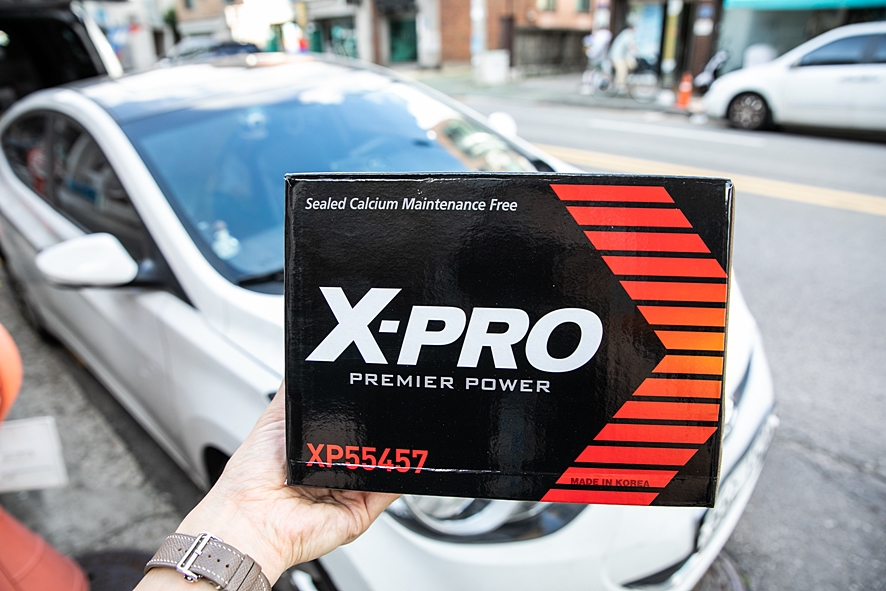 Sealed Calcium Maintenance Free
X-PRO
PREMIER POWER
XP55457
MADE IN KOREA